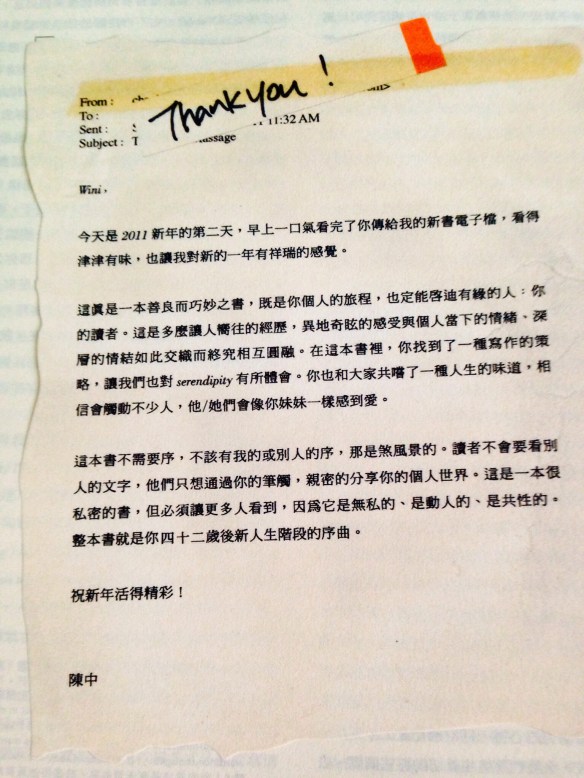 Thank you !
From :
To :
Sent : 11:32 AM
Subject : T
Wini,
今天是 2011 新年的第二天，早上一口氣看完了你傳給我的新書電子檔，看得
津津有味，也讓我對新的一年有祥瑞的感覺。
這真是一本善良而巧妙之書，既是你個人的旅程，也定能啓迪有緣的人：你
的讀者。這是多麼讓人嚮往的經歷，異地奇眩的感受與個人當下的情緒、深
層的情結如此交織而終究相互圓融。在這本書裡，你找到了一種寫作的策
略，讓我們也對 serendipity 有所體會。你也和大家共嚐了一種人生的味道，相
信會觸動不少人，他/她們會像你妹妹一樣感到愛。
這本書不需要序，不該有我的或別人的序，那是煞風景的。讀者不會要看別
人的文字，他們只想通過你的筆觸，親密的分享你的個人世界。這是一本很
私密的書，但必須讓更多人看到，因爲它是無私的、是動人的、是共性的。
整本書就是你四十二歲後新人生階段的序曲。
祝新年活得精彩！
陳中